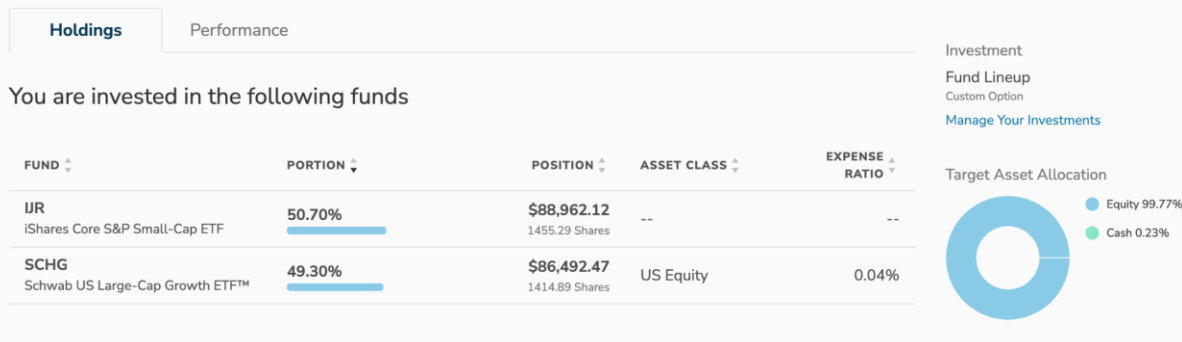 Holdings
Performance
You are invested in the following funds
FUND PORTION POSITION ASSET CLASS EXPENSE RATIO
IJR
iShares Core S&P Small-Cap ETF
50.70%
$88,962.12
1455.29 Shares
--
--
SCHG
Schwab US Large-Cap Growth ETF™
49.30%
$86,492.47
1414.89 Shares
US Equity
0.04%
Investment
Fund Lineup
Custom Option
Manage Your Investments
Target Asset Allocation
Equity 99.77%
Cash 0.23%